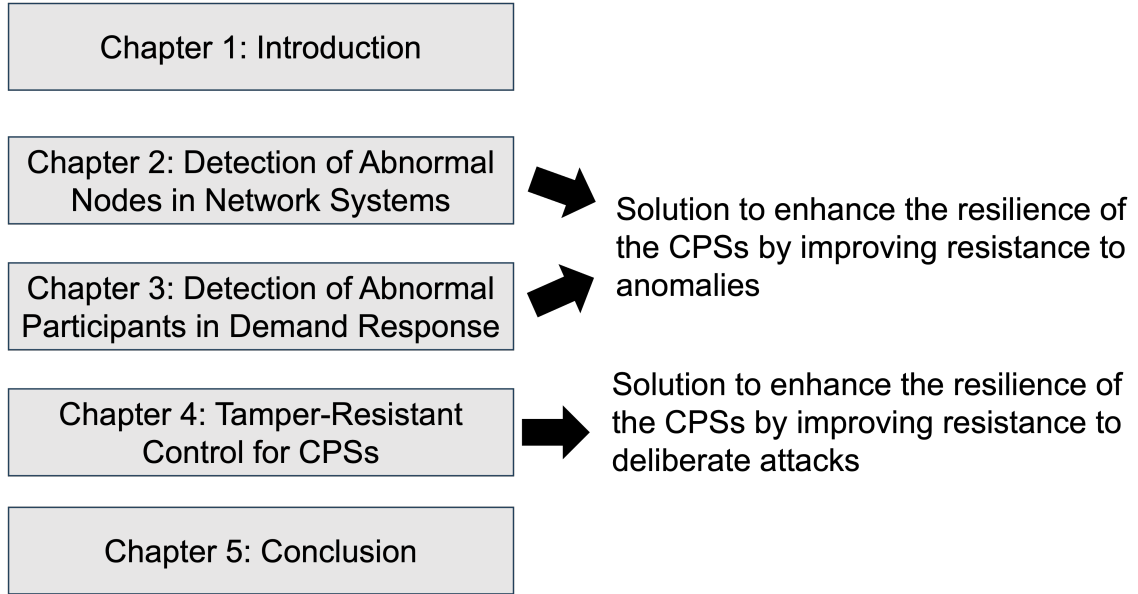 Chapter 1: Introduction
Chapter 2: Detection of Abnormal
Nodes in Network Systems
Chapter 3: Detection of Abnormal
Participants in Demand Response
Solution to enhance the resilience of
the CPSs by improving resistance to
anomalies
Chapter 4: Tamper-Resistant
Control for CPSs
Solution to enhance the resilience of
the CPSs by improving resistance to
deliberate attacks
Chapter 5: Conclusion